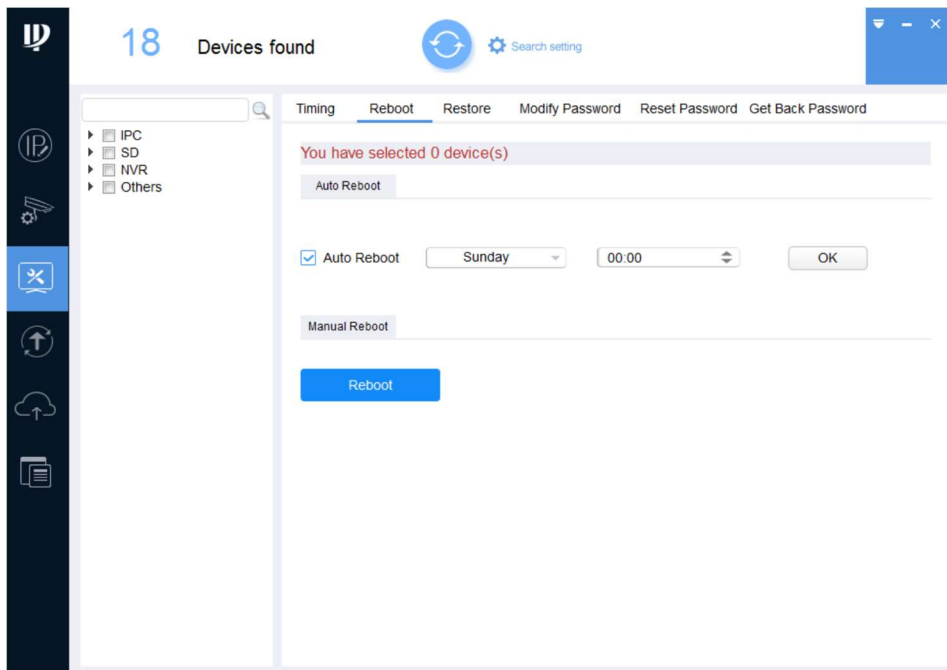 18 Devices found Search setting
Timing Reboot Restore Modify Password Reset Password Get Back Password
IPC
SD
NVR
Others
You have selected 0 device(s)
Auto Reboot
Auto Reboot Sunday 00:00 OK
Manual Reboot
Reboot